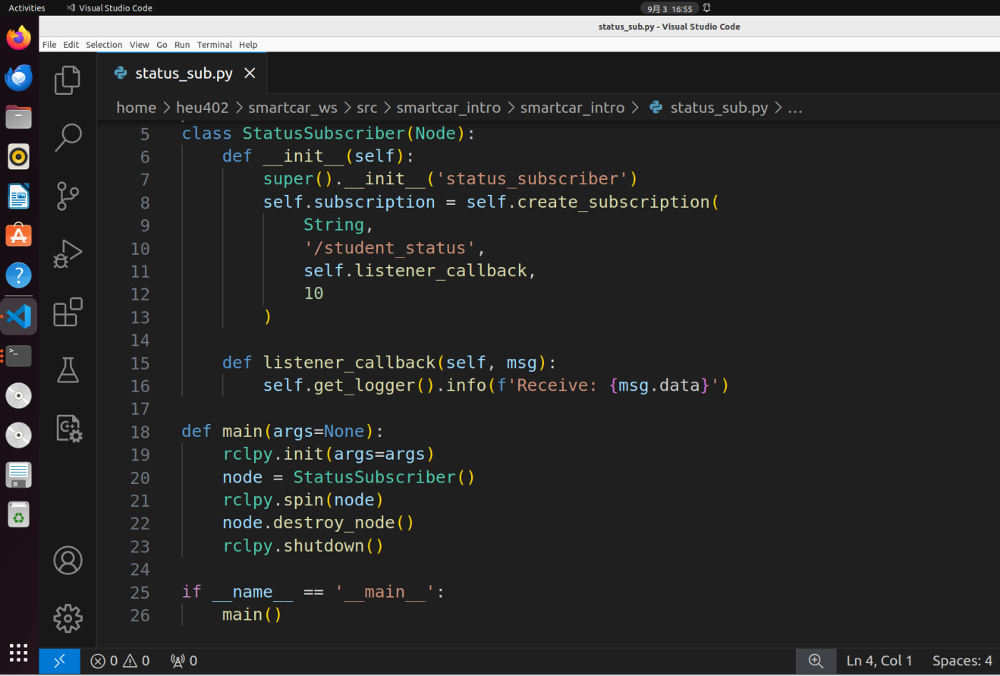 Activities Visual Studio Code 9月 3 16:55
status_sub.py - Visual Studio Code
File Edit Selection View Go Run Terminal Help
status_sub.py
home > heu402 > smartcar_ws > src > smartcar_intro > smartcar_intro > status_sub.py > ...
5 class StatusSubscriber(Node):
6     def __init__(self):
7         super().__init__('status_subscriber')
8         self.subscription = self.create_subscription(
9             String,
10             '/student_status',
11             self.listener_callback,
12             10
13         )
14
15     def listener_callback(self, msg):
16         self.get_logger().info(f'Receive: {msg.data}')
17
18 def main(args=None):
19     rclpy.init(args=args)
20     node = StatusSubscriber()
21     rclpy.spin(node)
22     node.destroy_node()
23     rclpy.shutdown()
24
25 if __name__ == '__main__':
26     main()
0 0 0 Ln 4, Col 1 Spaces: 4